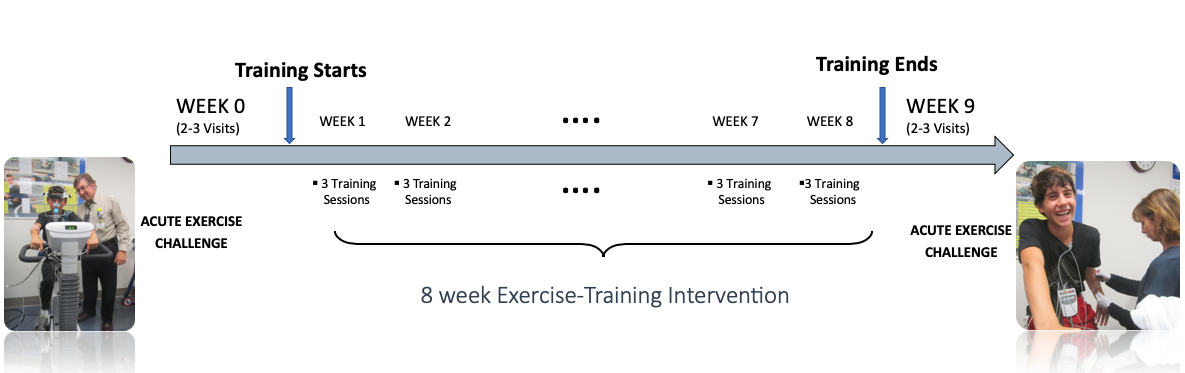 Training Starts
Training Ends
WEEK 0
(2-3 Visits)
WEEK 1
WEEK 2
....
WEEK 7
WEEK 8
WEEK 9
(2-3 Visits)
▪ 3 Training
Sessions
▪ 3 Training
Sessions
....
▪ 3 Training
Sessions
▪3 Training
Sessions
ACUTE EXERCISE
CHALLENGE
ACUTE EXERCISE
CHALLENGE
8 week Exercise-Training Intervention